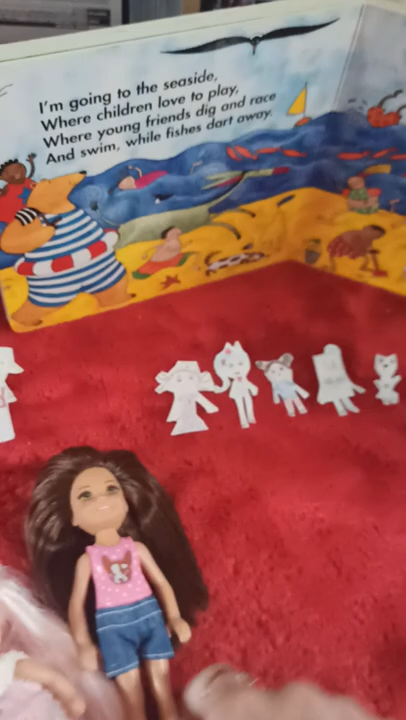 I'm going to the seaside,
Where children love to play,
Where young friends dig and race
And swim, while fishes dart away.